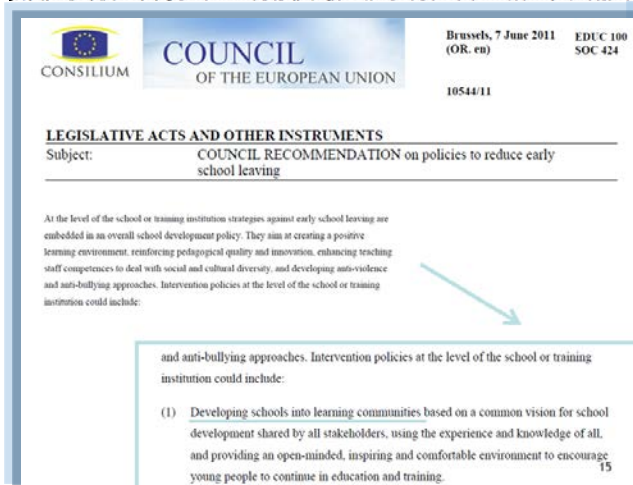 CONSILIUM
COUNCIL
OF THE EUROPEAN UNION
Brussels, 7 June 2011
(OR. en)
10544/11
EDUC 100
SOC 424
LEGISLATIVE ACTS AND OTHER INSTRUMENTS
Subject: COUNCIL RECOMMENDATION on policies to reduce early
school leaving
At the level of the school or training institution strategies against early school leaving are
embedded in an overall school development policy. They aim at creating a positive
learning environment, reinforcing pedagogical quality and innovation, enhancing teaching
staff competences to deal with social and cultural diversity, and developing anti-violence
and anti-bullying approaches. Intervention policies at the level of the school or training
institution could include:
and anti-bullying approaches. Intervention policies at the level of the school or training
institution could include:
(1) Developing schools into learning communities based on a common vision for school
development shared by all stakeholders, using the experience and knowledge of all,
and providing an open-minded, inspiring and comfortable environment to encourage
young people to continue in education and training.
15